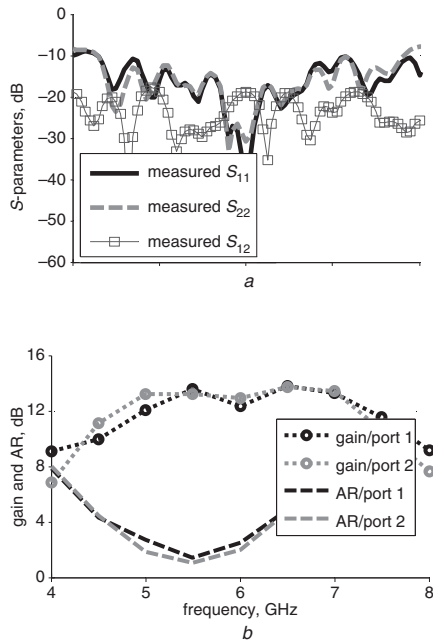 0
−10
−20
−30
−40
−50
−60
S-parameters, dB
measured S11
measured S22
measured S12
a
16
12
8
4
0
gain and AR, dB
gain/port 1
gain/port 2
AR/port 1
AR/port 2
4 5 6 7 8
frequency, GHz
b